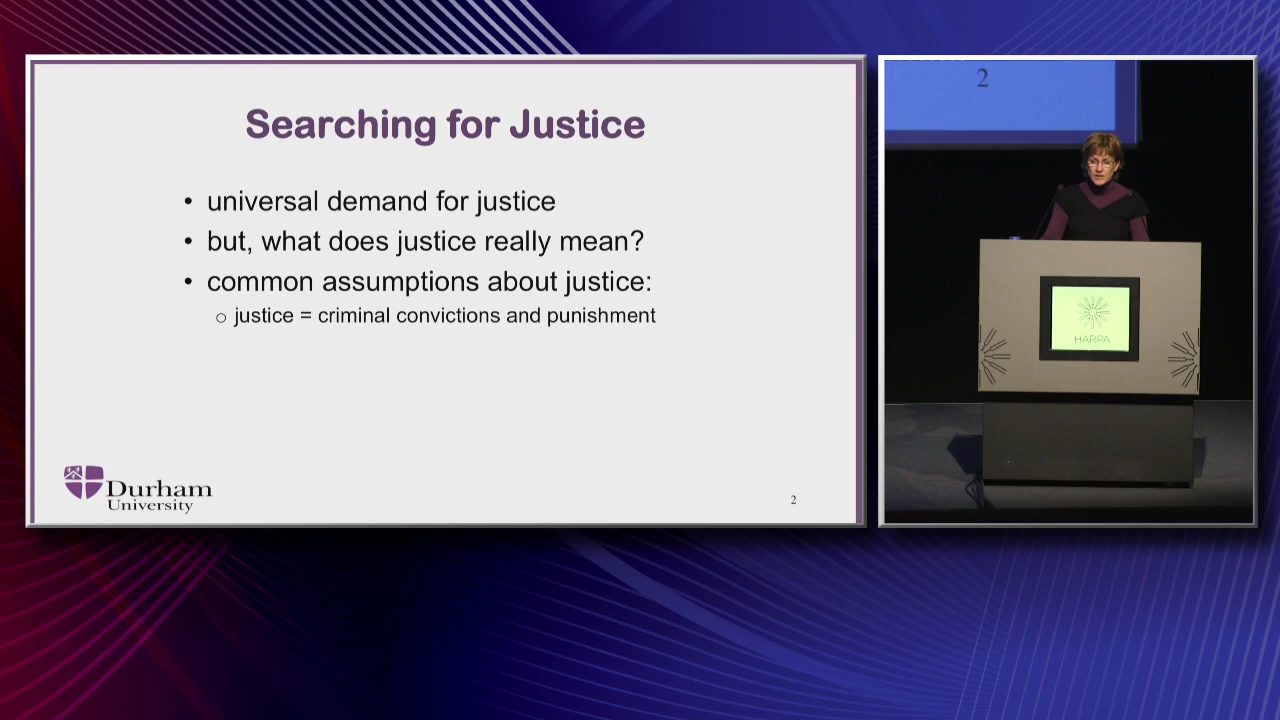 Searching for Justice
• universal demand for justice
• but, what does justice really mean?
• common assumptions about justice:
o justice = criminal convictions and punishment
Durham
University
2
2
HARPA